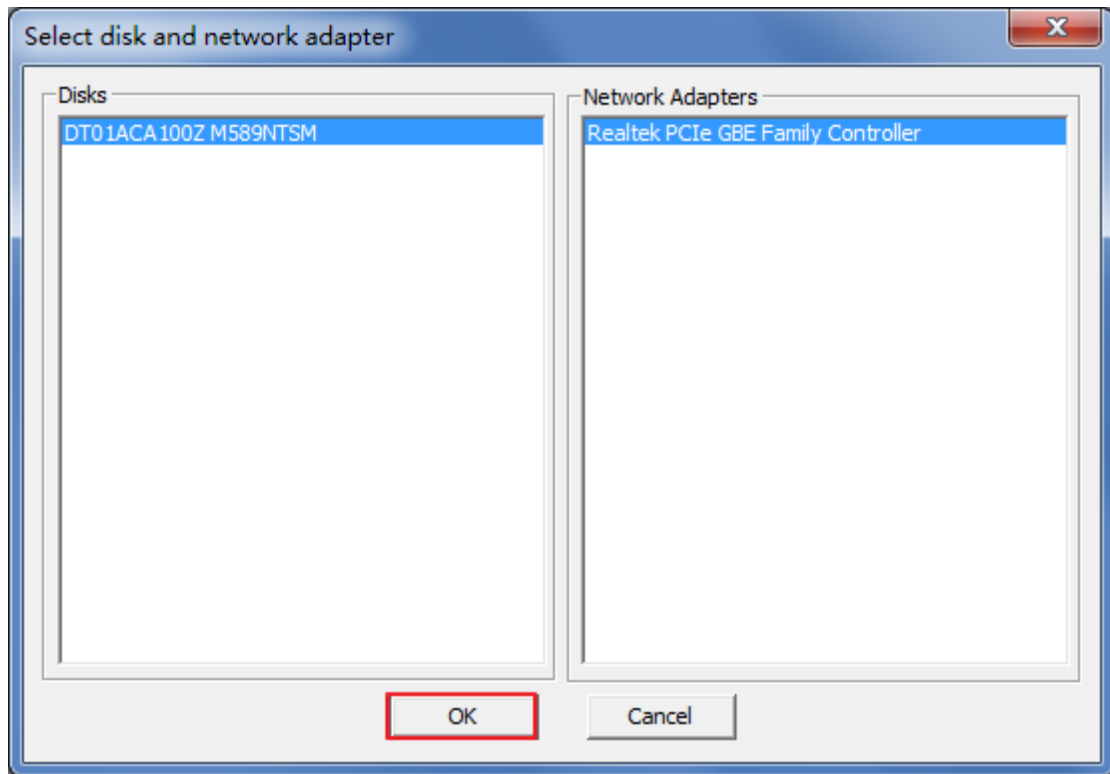 Select disk and network adapter
Disks
DT01ACA100Z M589NTSM
Network Adapters
Realtek PCIe GBE Family Controller
OK
Cancel